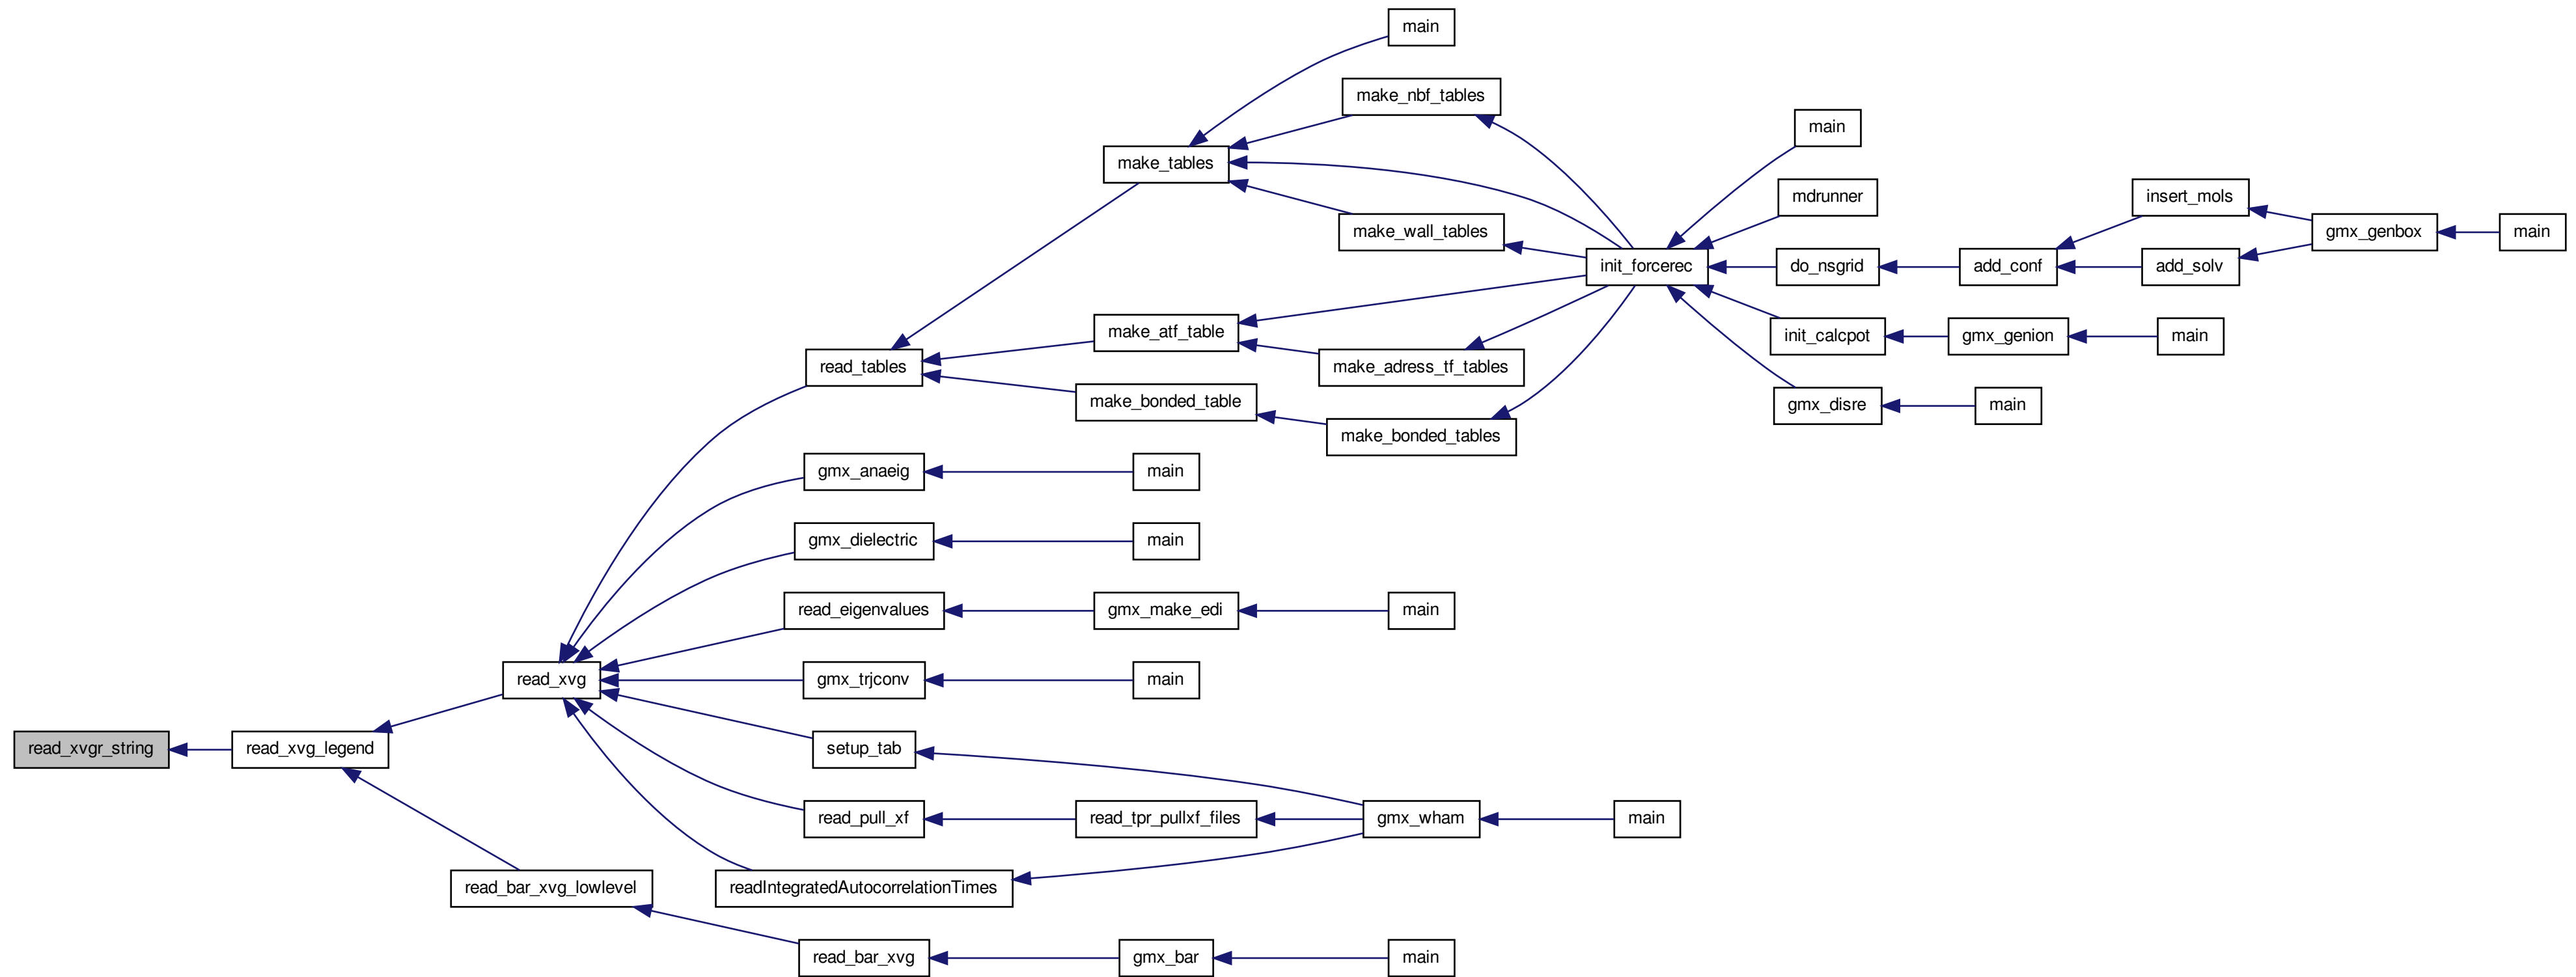 main
make_nbf_tables
main
make_tables
mdrunner
insert_mols
make_wall_tables
gmx_genbox
main
init_forcerec
do_nsgrid
add_conf
add_solv
make_atf_table
init_calcpot
gmx_genion
main
read_tables
make_adress_tf_tables
make_bonded_table
gmx_disre
main
make_bonded_tables
gmx_anaeig
main
gmx_dielectric
main
read_eigenvalues
gmx_make_edi
main
read_xvg
gmx_trjconv
main
read_xvgr_string
read_xvg_legend
setup_tab
read_pull_xf
read_tpr_pullxf_files
gmx_wham
main
read_bar_xvg_lowlevel
readIntegratedAutocorrelationTimes
read_bar_xvg
gmx_bar
main